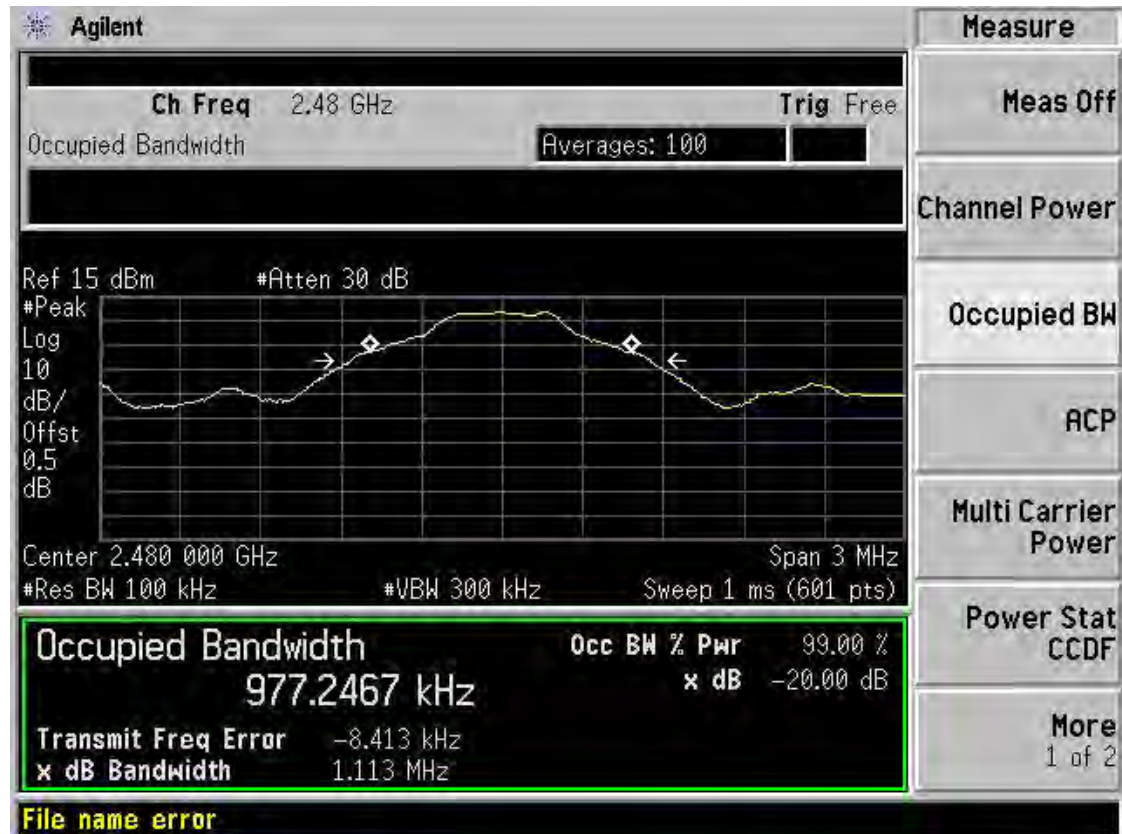 Agilent
Measure
Ch Freq 2.48 GHz Trig Free
Occupied Bandwidth Averages: 100
Ref 15 dBm #Atten 30 dB
#Peak
Log
10
dB/
Offst
0.5
dB
Center 2.480 000 GHz Span 3 MHz
#Res BW 100 kHz #VBW 300 kHz Sweep 1 ms (601 pts)
Occupied Bandwidth Occ BW % Pwr 99.00 %
977.2467 kHz x dB -20.00 dB
Transmit Freq Error -8.413 kHz
x dB Bandwidth 1.113 MHz
File name error
Meas Off
Channel Power
Occupied BW
ACP
Multi Carrier
Power
Power Stat
CCDF
More
1 of 2